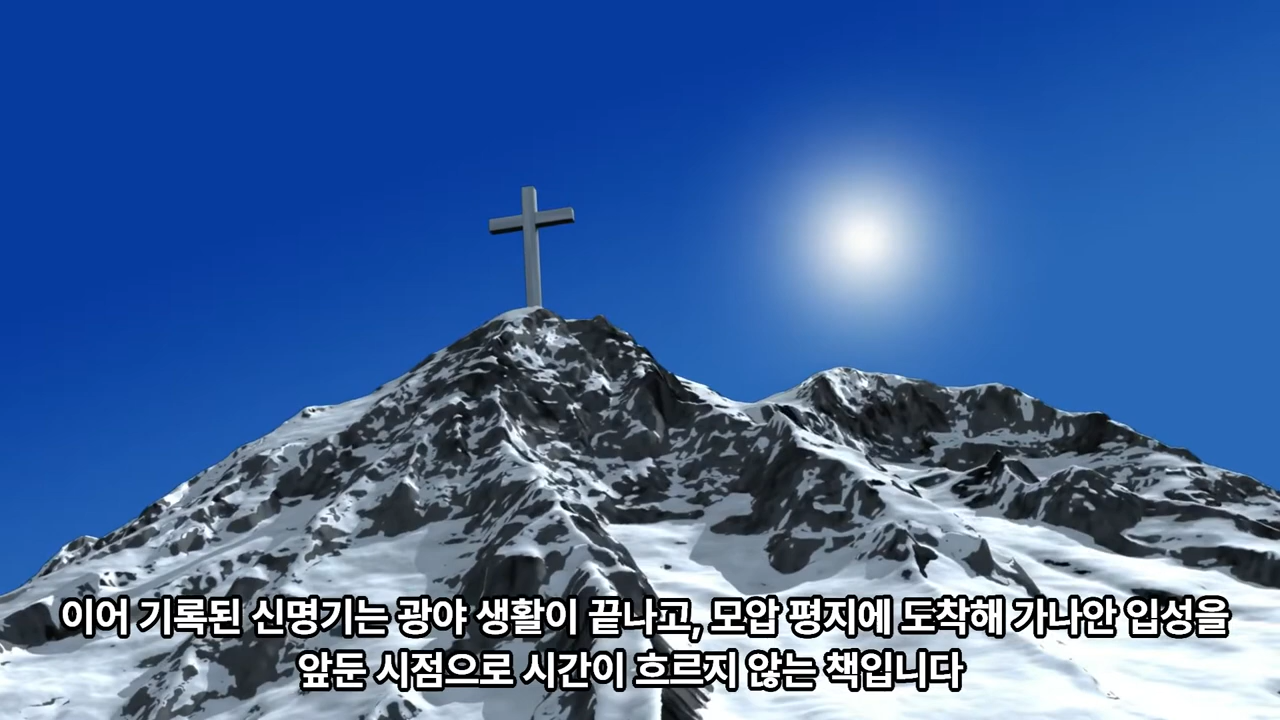 이어 기록된 신명기는 광야 생활이 끝나고, 모압 평지에 도착해 가나안 입성을
앞둔 시점으로 시간이 흐르지 않는 책입니다